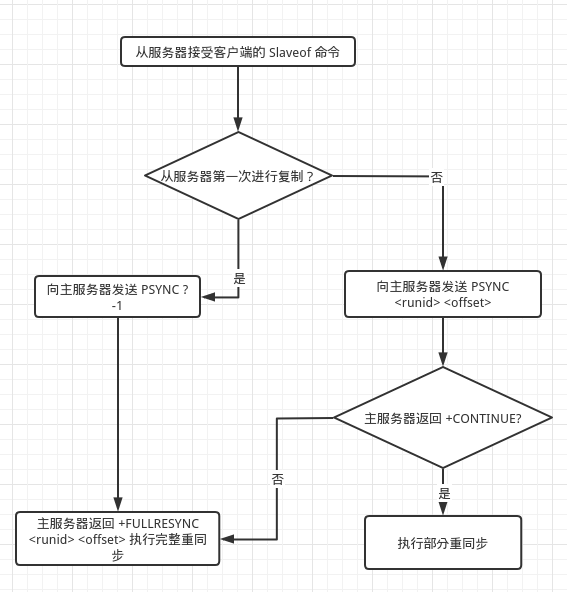 从服务器接受客户端的 Slaveof 命令
从服务器第一次进行复制？
否
是
向主服务器发送 PSYNC ?
-1
向主服务器发送 PSYNC
<runid> <offset>
主服务器返回 +CONTINUE?
否
是
主服务器返回 +FULLRESYNC
<runid> <offset> 执行完整重同
步
执行部分重同步